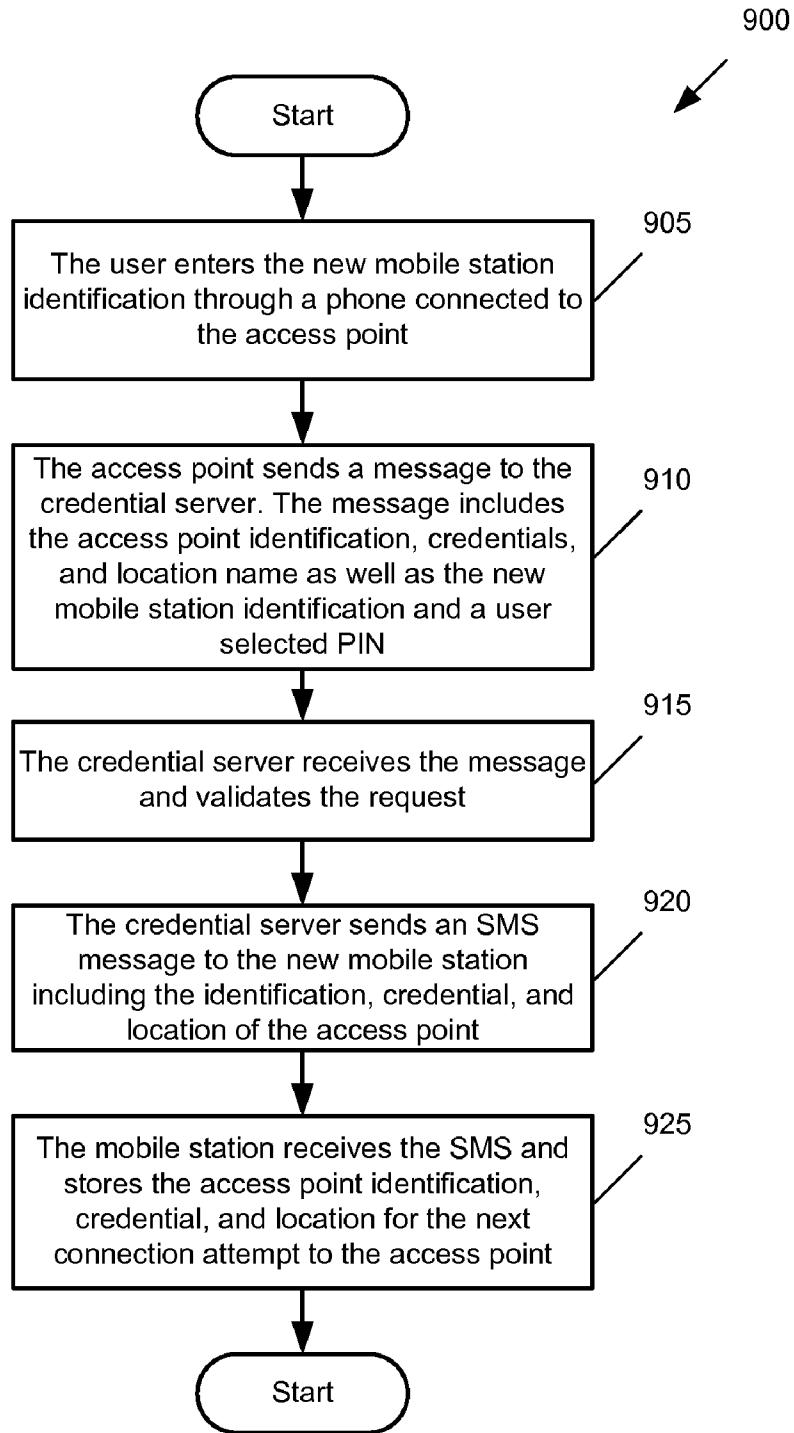 900
Start
905
The user enters the new mobile station
identification through a phone connected to
the access point
910
The access point sends a message to the
credential server. The message includes
the access point identification, credentials,
and location name as well as the new
mobile station identification and a user
selected PIN
915
The credential server receives the message
and validates the request
920
The credential server sends an SMS
message to the new mobile station
including the identification, credential, and
location of the access point
925
The mobile station receives the SMS and
stores the access point identification,
credential, and location for the next
connection attempt to the access point
Start